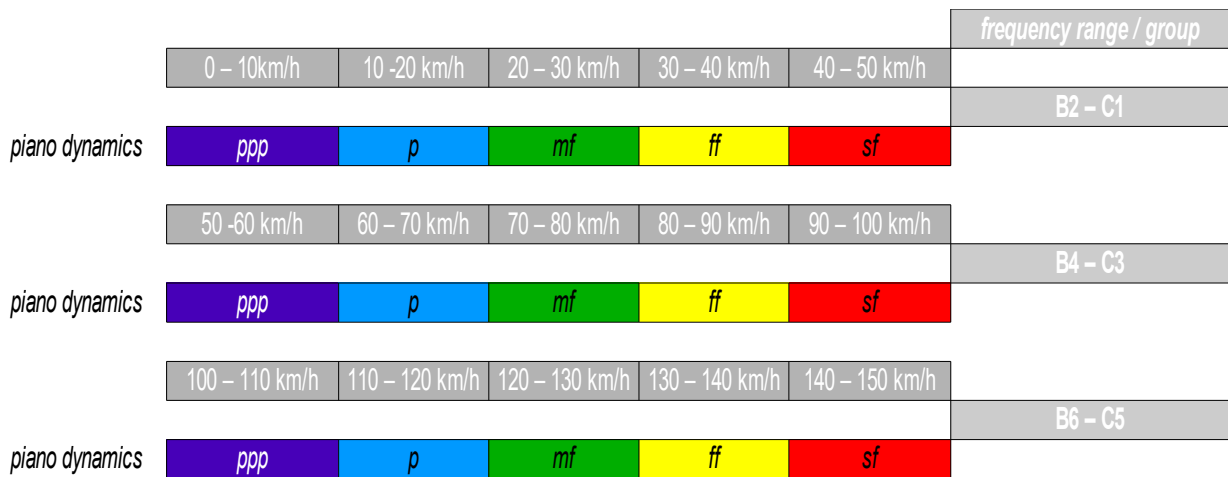 frequency range / group
0 – 10km/h 10 -20 km/h 20 – 30 km/h 30 – 40 km/h 40 – 50 km/h
B2 – C1
piano dynamics ppp p mf ff sf
50 -60 km/h 60 – 70 km/h 70 – 80 km/h 80 – 90 km/h 90 – 100 km/h
B4 – C3
piano dynamics ppp p mf ff sf
100 – 110 km/h 110 – 120 km/h 120 – 130 km/h 130 – 140 km/h 140 – 150 km/h
B6 – C5
piano dynamics ppp p mf ff sf